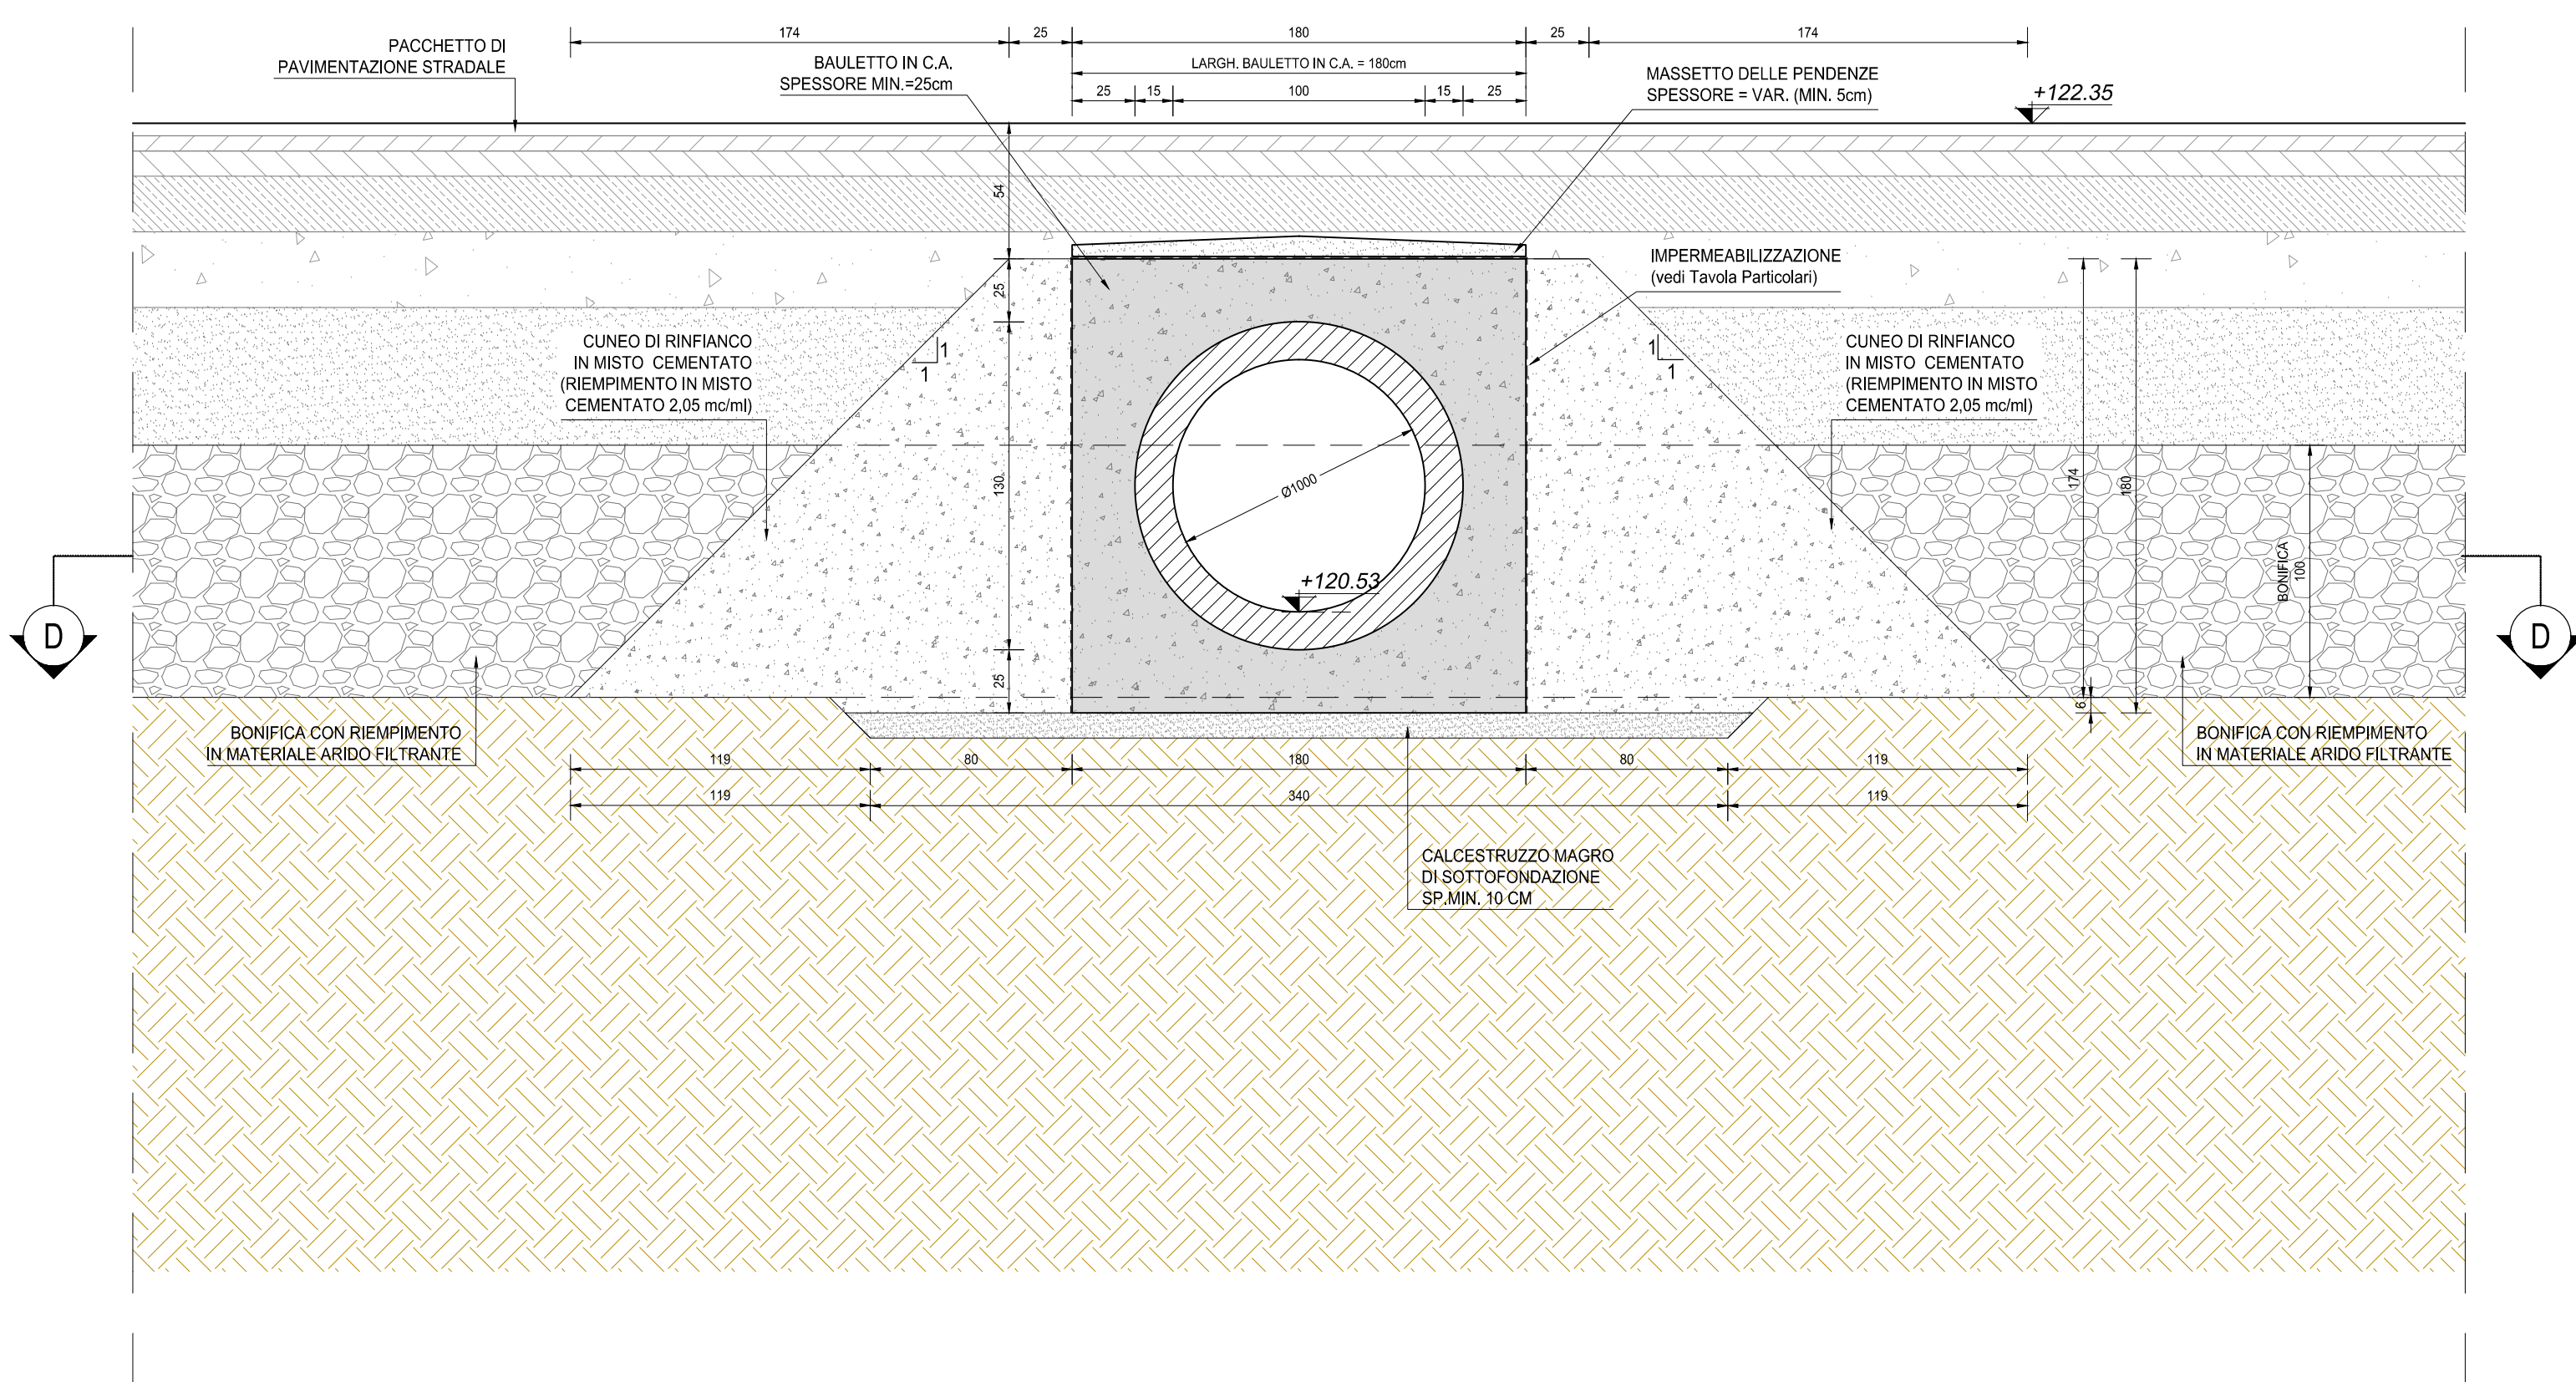 174
25
180
25
174
PACCHETTO DI
PAVIMENTAZIONE STRADALE
BAULETTO IN C.A.
SPESSORE MIN.=25cm
LARGH. BAULETTO IN C.A. = 180cm
25
15
100
15
25
MASSETTO DELLE PENDENZE
SPESSORE = VAR. (MIN. 5cm)
+122.35
54
IMPERMEABILIZZAZIONE
(vedi Tavola Particolari)
25
CUNEO DI RINFIANCO
IN MISTO CEMENTATO
(RIEMPIMENTO IN MISTO
CEMENTATO 2,05 mc/ml)
1
1
1
1
CUNEO DI RINFIANCO
IN MISTO CEMENTATO
(RIEMPIMENTO IN MISTO
CEMENTATO 2,05 mc/ml)
130
Ø1000
174
180
BONIFICA
100
+120.53
D
D
25
6
BONIFICA CON RIEMPIMENTO
IN MATERIALE ARIDO FILTRANTE
BONIFICA CON RIEMPIMENTO
IN MATERIALE ARIDO FILTRANTE
119
80
180
80
119
119
340
119
CALCESTRUZZO MAGRO
DI SOTTOFONDAZIONE
SP.MIN. 10 CM